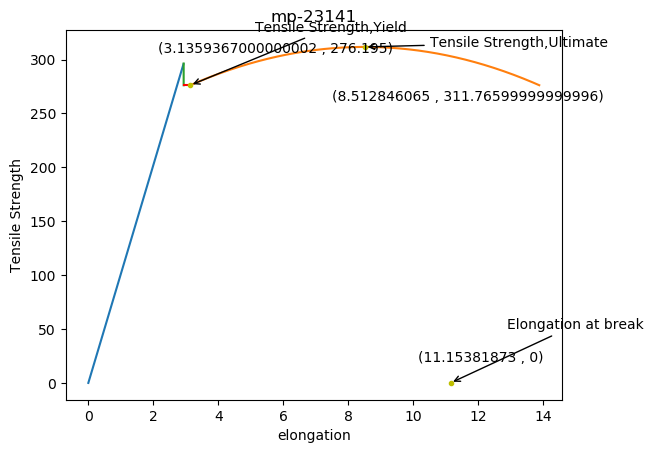 mp-23141
Tensile Strength,Yield
Tensile Strength,Ultimate
(3.1359367000000002 , 276.195)
(8.512846065 , 311.76599999999996)
300
250
200
150
100
50
0
Tensile Strength
Elongation at break
(11.15381873 , 0)
0 2 4 6 8 10 12 14
elongation